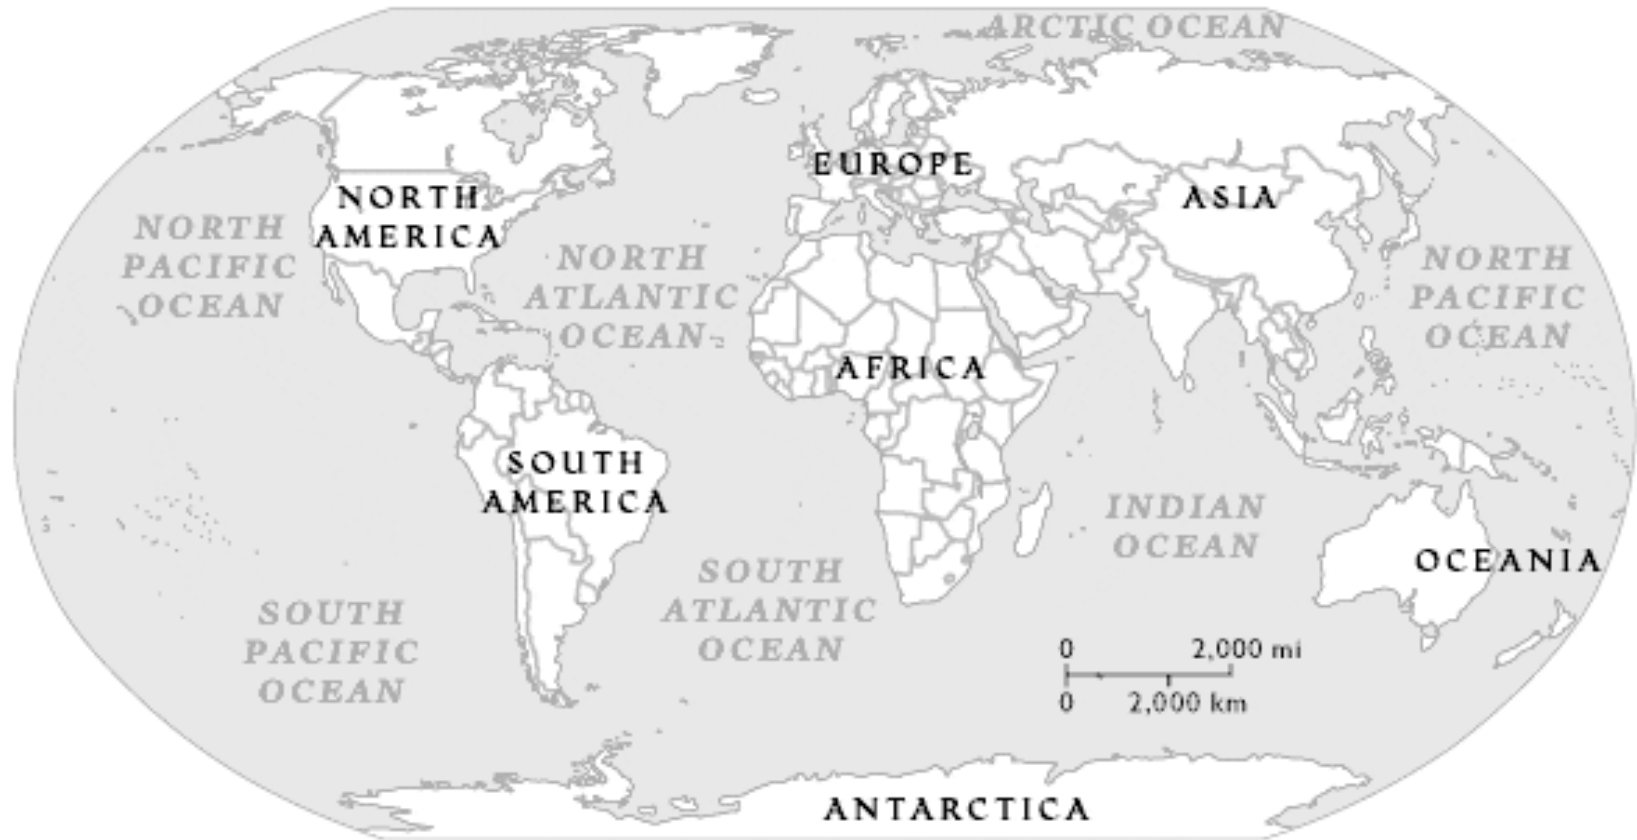 ARCTIC OCEAN
EUROPE
NORTH
AMERICA
ASIA
NORTH
PACIFIC
OCEAN
NORTH
ATLANTIC
OCEAN
NORTH
PACIFIC
OCEAN
AFRICA
SOUTH
AMERICA
INDIAN
OCEAN
OCEANIA
SOUTH
ATLANTIC
OCEAN
SOUTH
PACIFIC
OCEAN
0 2,000 mi
0 2,000 km
ANTARCTICA